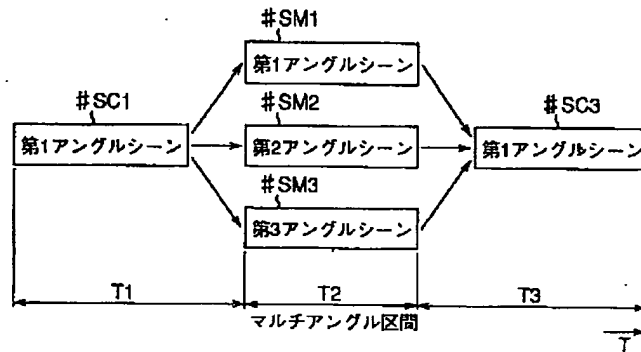 #SM1
第1アングルシーン
#SC1
#SM2
#SC3
第1アングルシーン
第2アングルシーン
第1アングルシーン
#SM3
第3アングルシーン
T1
T2
T3
マルチアングル区間
T